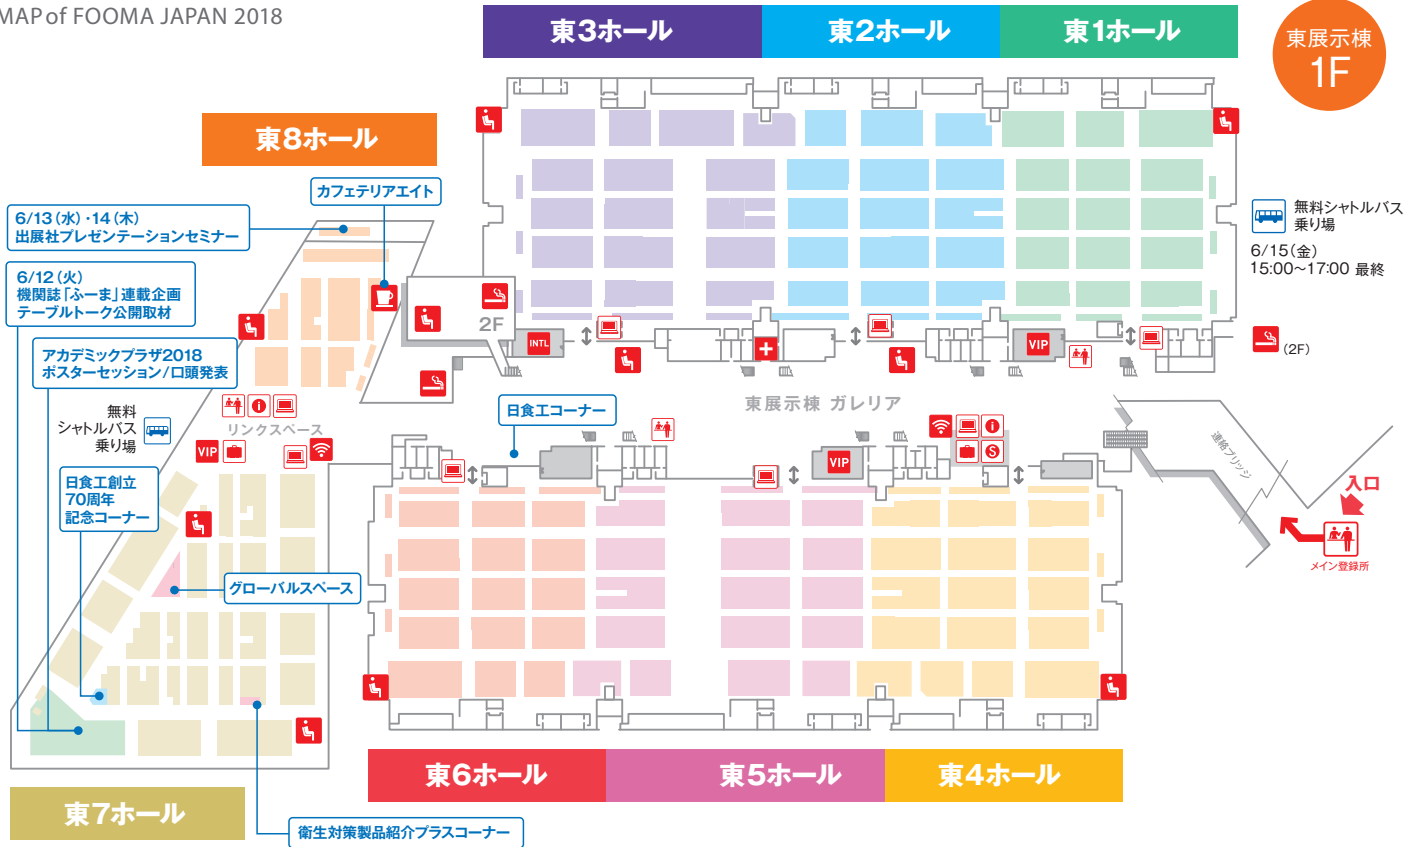 MAP of FOOMA JAPAN 2018
東3ホール
東2ホール
東1ホール
東展示棟
1F
東8ホール
カフェテリアエイト
6/13(水)・14(木)
出展社プレゼンテーションセミナー
6/12(火)
機関誌「ふーま」連載企画
テーブルトーク公開取材
アカデミックプラザ2018
ポスターセッション/口頭発表
無料シャトルバス
乗り場
6/15(金)
15:00～17:00 最終
2F
INTL
VIP
(2F)
無料
シャトルバス
乗り場
リンクスペース
VIP
日食工コーナー
東展示棟 ガレリア
VIP
連絡ブリッジ
入口
メイン登録所
日食工創立
70周年
記念コーナー
グローバルスペース
東6ホール
東5ホール
東4ホール
東7ホール
衛生対策製品紹介プラスコーナー